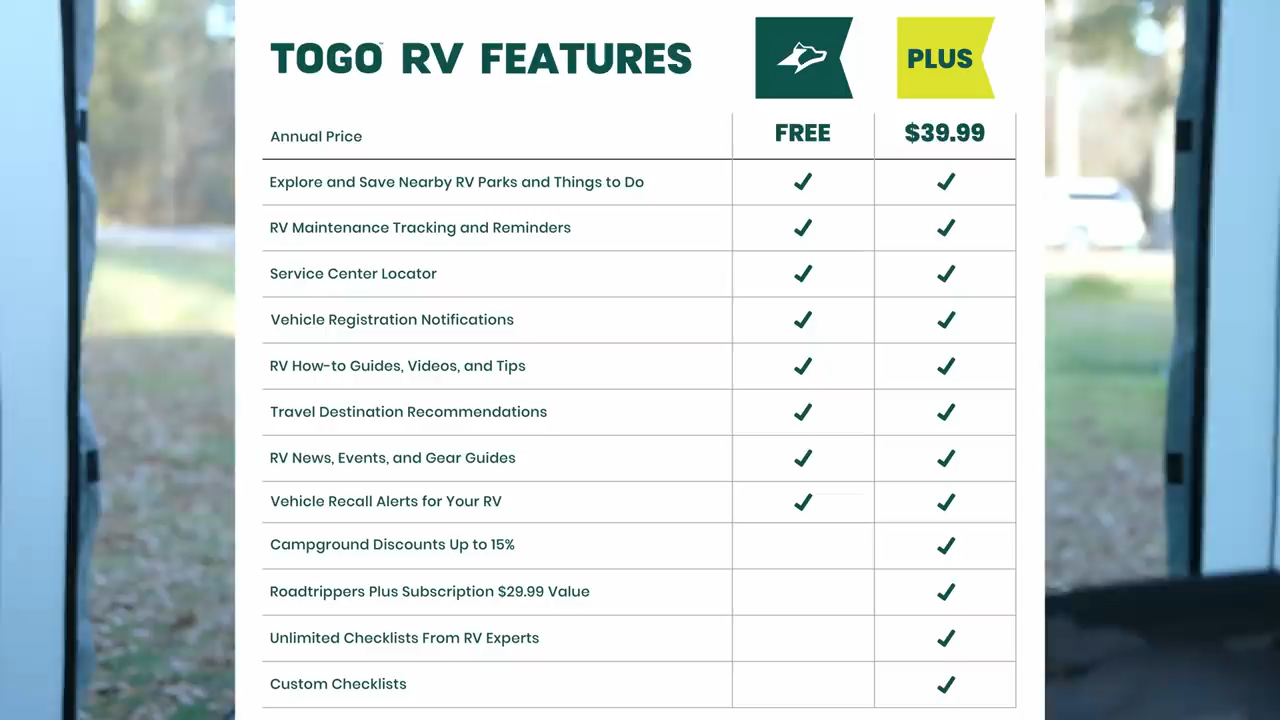 TOGO™ RV FEATURES
PLUS
Annual Price FREE $39.99
Explore and Save Nearby RV Parks and Things to Do
RV Maintenance Tracking and Reminders
Service Center Locator
Vehicle Registration Notifications
RV How-to Guides, Videos, and Tips
Travel Destination Recommendations
RV News, Events, and Gear Guides
Vehicle Recall Alerts for Your RV
Campground Discounts Up to 15%
Roadtrippers Plus Subscription $29.99 Value
Unlimited Checklists From RV Experts
Custom Checklists